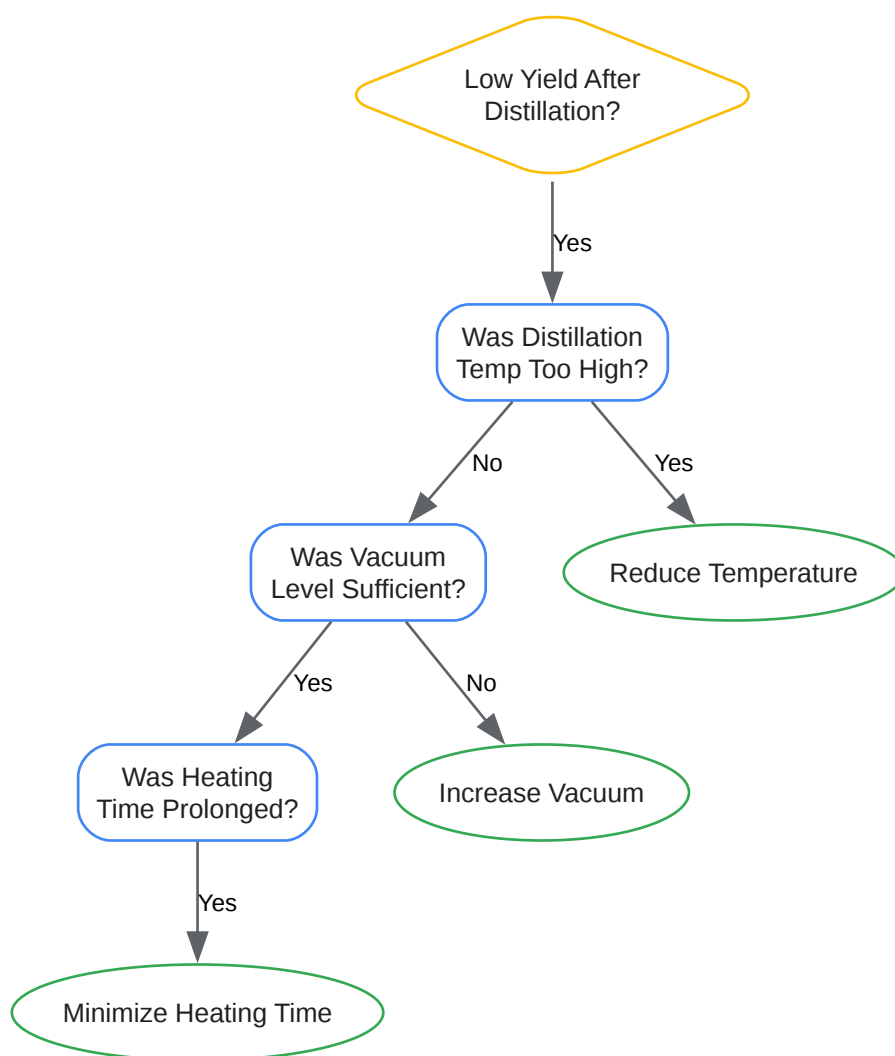 Low Yield After
Distillation?
Yes
Was Distillation
Temp Too High?
No
Yes
Was Vacuum
Level Sufficient?
Reduce Temperature
Yes
No
Was Heating
Time Prolonged?
Increase Vacuum
Yes
Minimize Heating Time